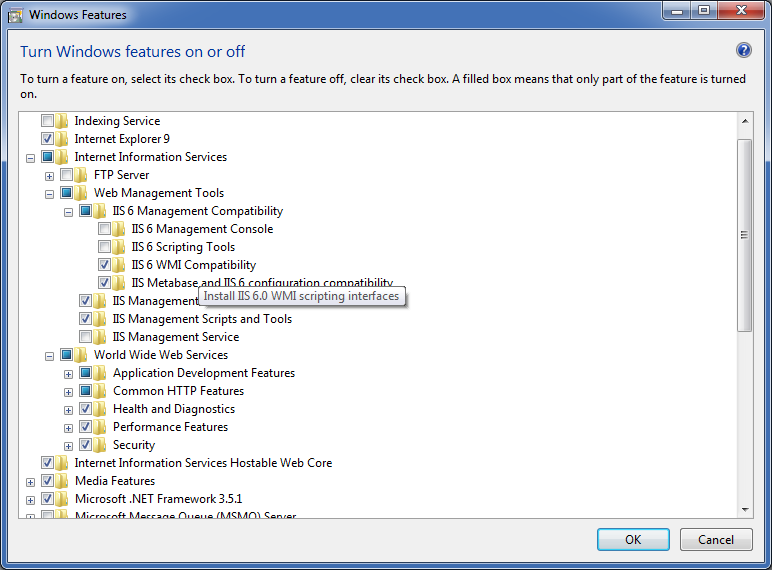 Windows Features
Turn Windows features on or off
To turn a feature on, select its check box. To turn a feature off, clear its check box. A filled box means that only part of the feature is turned
on.
Indexing Service
Internet Explorer 9
Internet Information Services
FTP Server
Web Management Tools
IIS 6 Management Compatibility
IIS 6 Management Console
IIS 6 Scripting Tools
IIS 6 WMI Compatibility
IIS Metabase and IIS 6 configuration compatibility
Install IIS 6.0 WMI scripting interfaces
IIS Management
IIS Management Scripts and Tools
IIS Management Service
World Wide Web Services
Application Development Features
Common HTTP Features
Health and Diagnostics
Performance Features
Security
Internet Information Services Hostable Web Core
Media Features
Microsoft .NET Framework 3.5.1
Microsoft Message Queue (MSMQ) Server
OK
Cancel